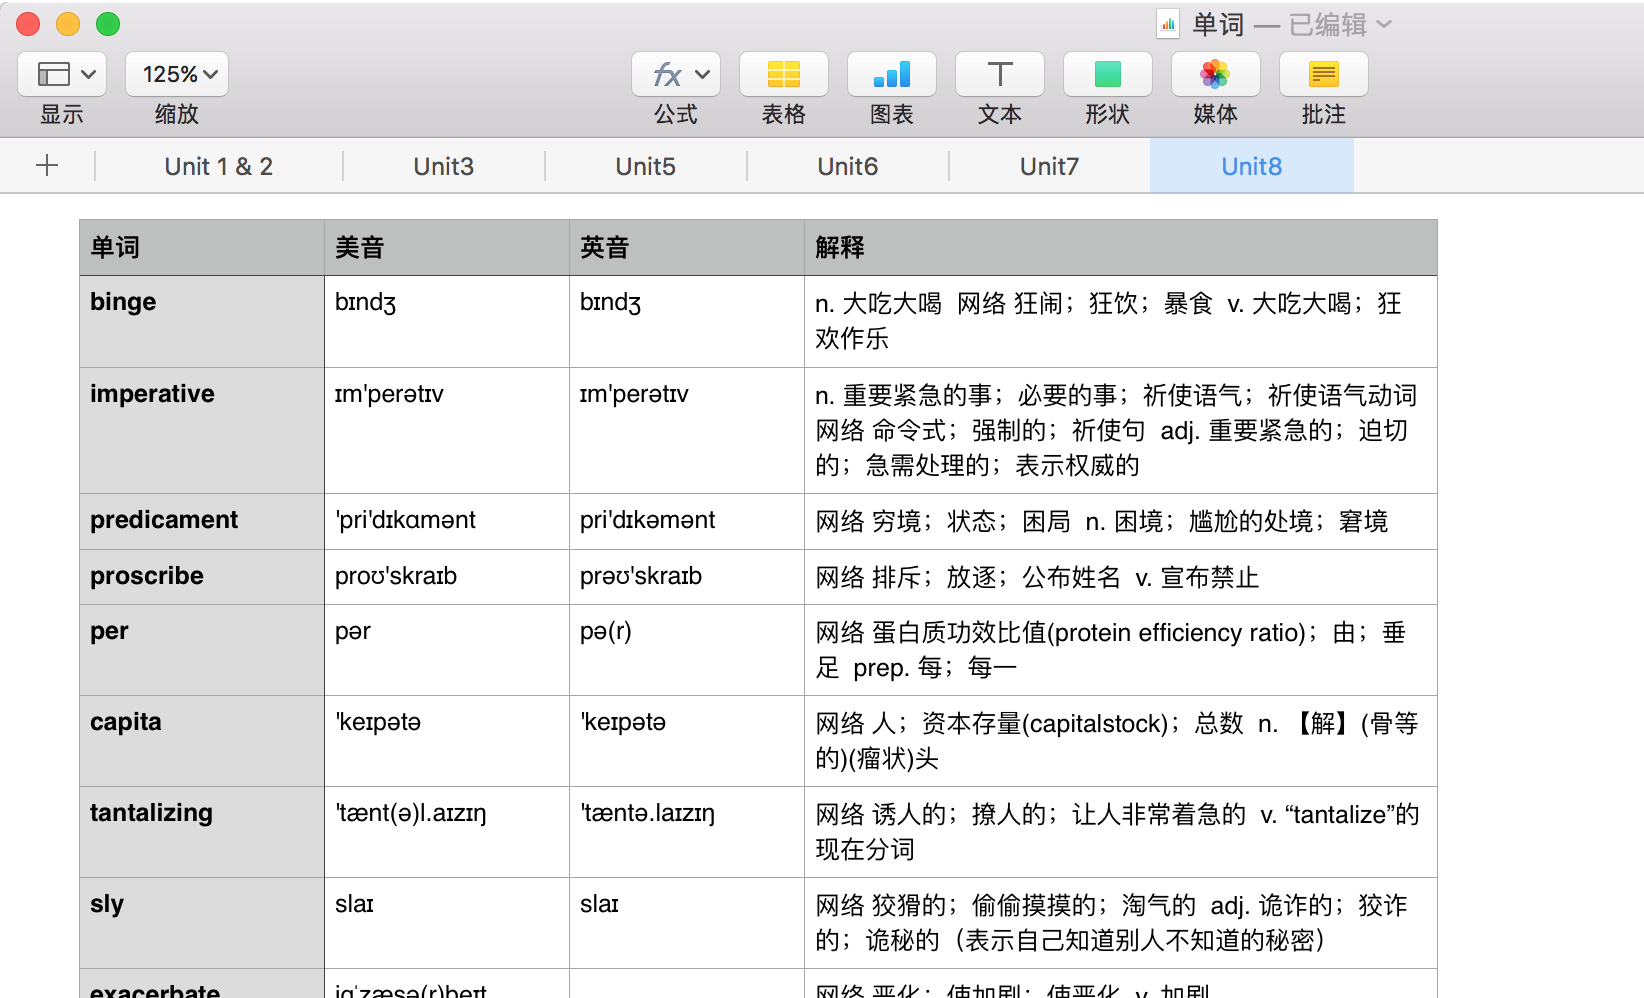 单词 — 已编辑
125%
显示 缩放 公式 表格 图表 文本 形状 媒体 批注
Unit 1 & 2 Unit3 Unit5 Unit6 Unit7 Unit8
单词 美音 英音 解释
binge bɪndʒ bɪndʒ n. 大吃大喝 网络 狂闹；狂饮；暴食 v. 大吃大喝；狂
欢作乐
imperative ɪm'perətɪv ɪm'perətɪv n. 重要紧急的事；必要的事；祈使语气；祈使语气动词
网络 命令式；强制的；祈使句 adj. 重要紧急的；迫切
的；急需处理的；表示权威的
predicament 'pri'dɪkɑmənt pri'dɪkəmənt 网络 穷境；状态；困局 n. 困境；尴尬的处境；窘境
proscribe proʊ'skraɪb prəʊ'skraɪb 网络 排斥；放逐；公布姓名 v. 宣布禁止
per pər pə(r) 网络 蛋白质功效比值(protein efficiency ratio)；由；垂
足 prep. 每；每一
capita 'keɪpətə 'keɪpətə 网络 人；资本存量(capitalstock)；总数 n. 【解】(骨等
的)(瘤状)头
tantalizing 'tænt(ə)l.aɪzɪŋ 'tæntə.laɪzɪŋ 网络 诱人的；撩人的；让人非常着急的 v. “tantalize”的
现在分词
sly slaɪ slaɪ 网络 狡猾的；偷偷摸摸的；淘气的 adj. 诡诈的；狡诈
的；诡秘的（表示自己知道别人不知道的秘密）
exacerbate ɪɡˈzæsə(r)beɪt 网络 恶化；使加剧；使恶化 v. 加剧